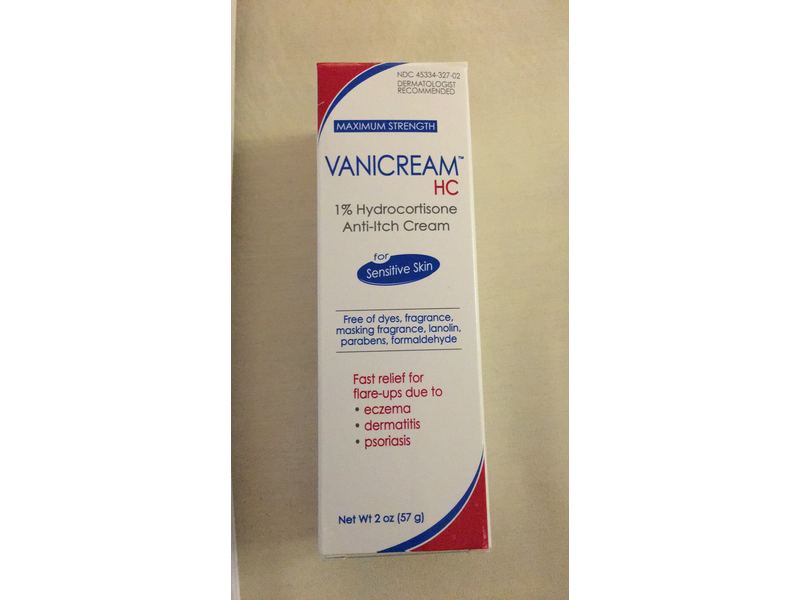 NDC 45334-327-02
DERMATOLOGIST
RECOMMENDED
MAXIMUM STRENGTH
VANICREAM™
HC
1% Hydrocortisone
Anti-Itch Cream
for
Sensitive Skin
Free of dyes, fragrance,
masking fragrance, lanolin,
parabens, formaldehyde
Fast relief for
flare-ups due to
• eczema
• dermatitis
• psoriasis
Net Wt 2 oz (57 g)